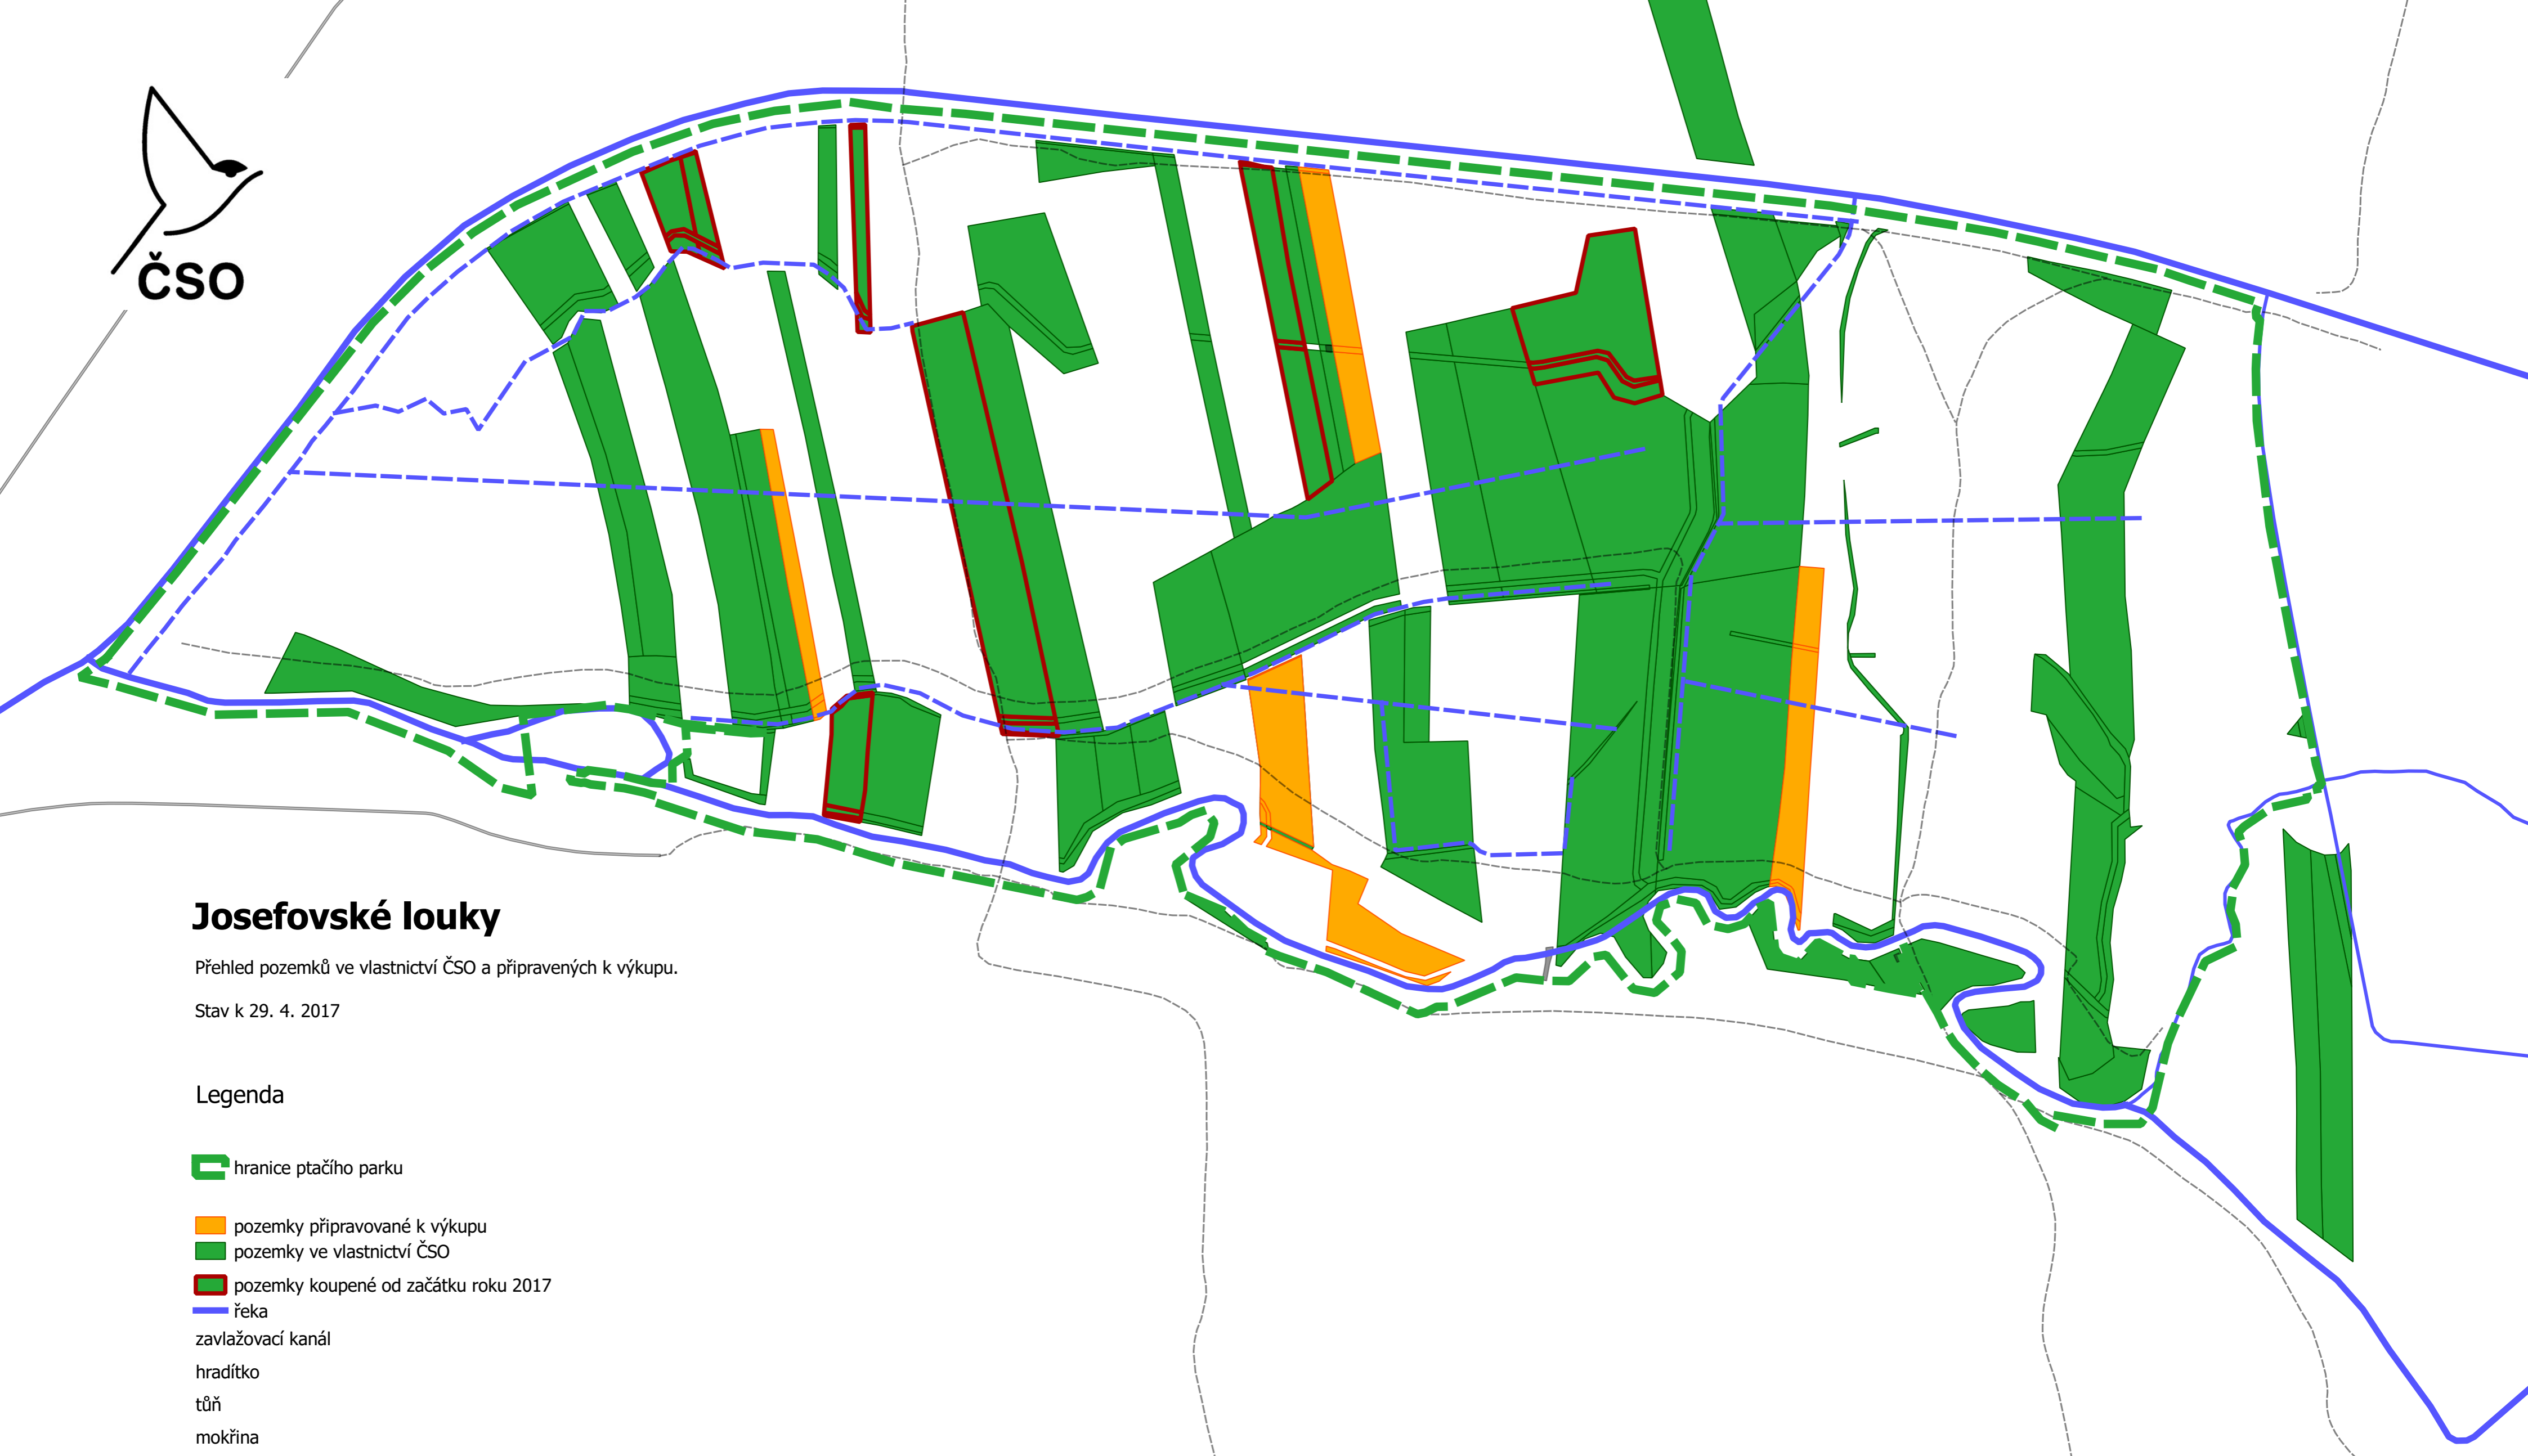 ČSO
Josefovské louky
Přehled pozemků ve vlastnictví ČSO a připravených k výkupu.
Stav k 29. 4. 2017
Legenda
hranice ptačího parku
pozemky připravované k výkupu
pozemky ve vlastnictví ČSO
pozemky koupené od začátku roku 2017
řeka
zavlažovací kanál
hradítko
tůň
mokřina